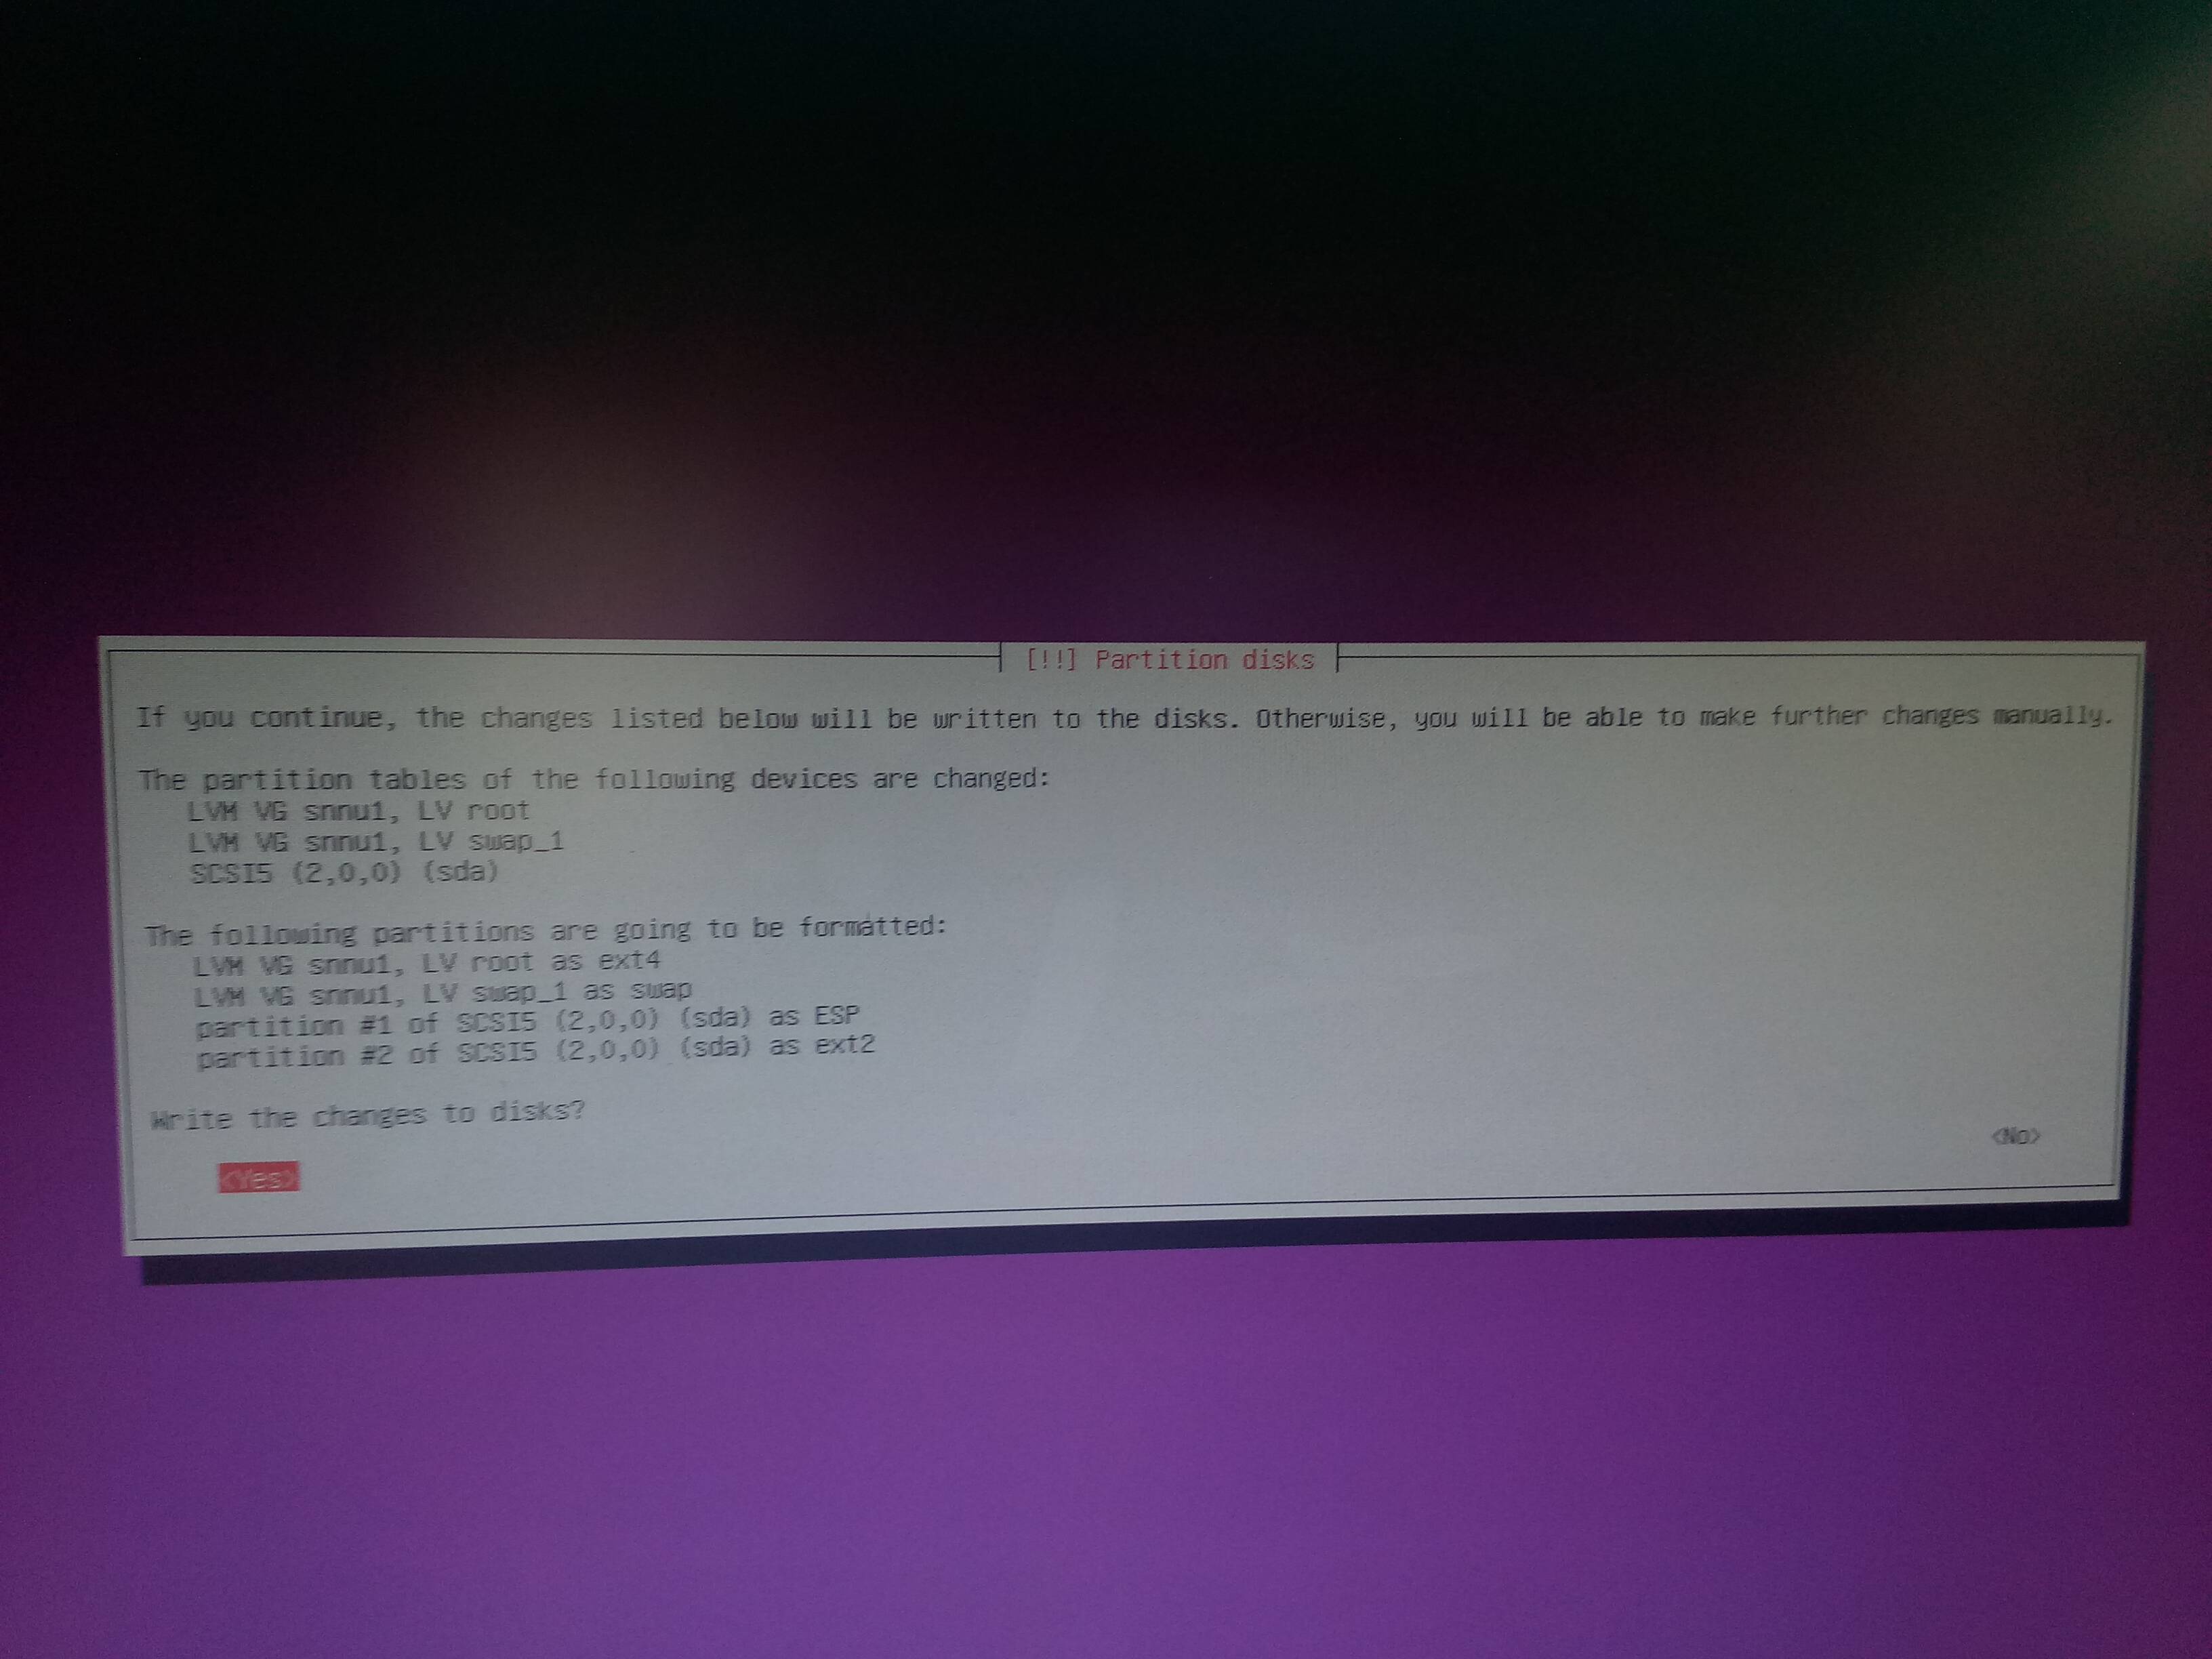 [!!] Partition disks
If you continue, the changes listed below will be written to the disks. Otherwise, you will be able to make further changes manually.
The partition tables of the following devices are changed:
LVM VG snnu1, LV root
LVM VG snnu1, LV swap_1
SCSI5 (2,0,0) (sda)
The following partitions are going to be formatted:
LVM VG snnu1, LV root as ext4
LVM VG snnu1, LV swap_1 as swap
partition #1 of SCSI5 (2,0,0) (sda) as ESP
partition #2 of SCSI5 (2,0,0) (sda) as ext2
Write the changes to disks?
<Yes> <No>